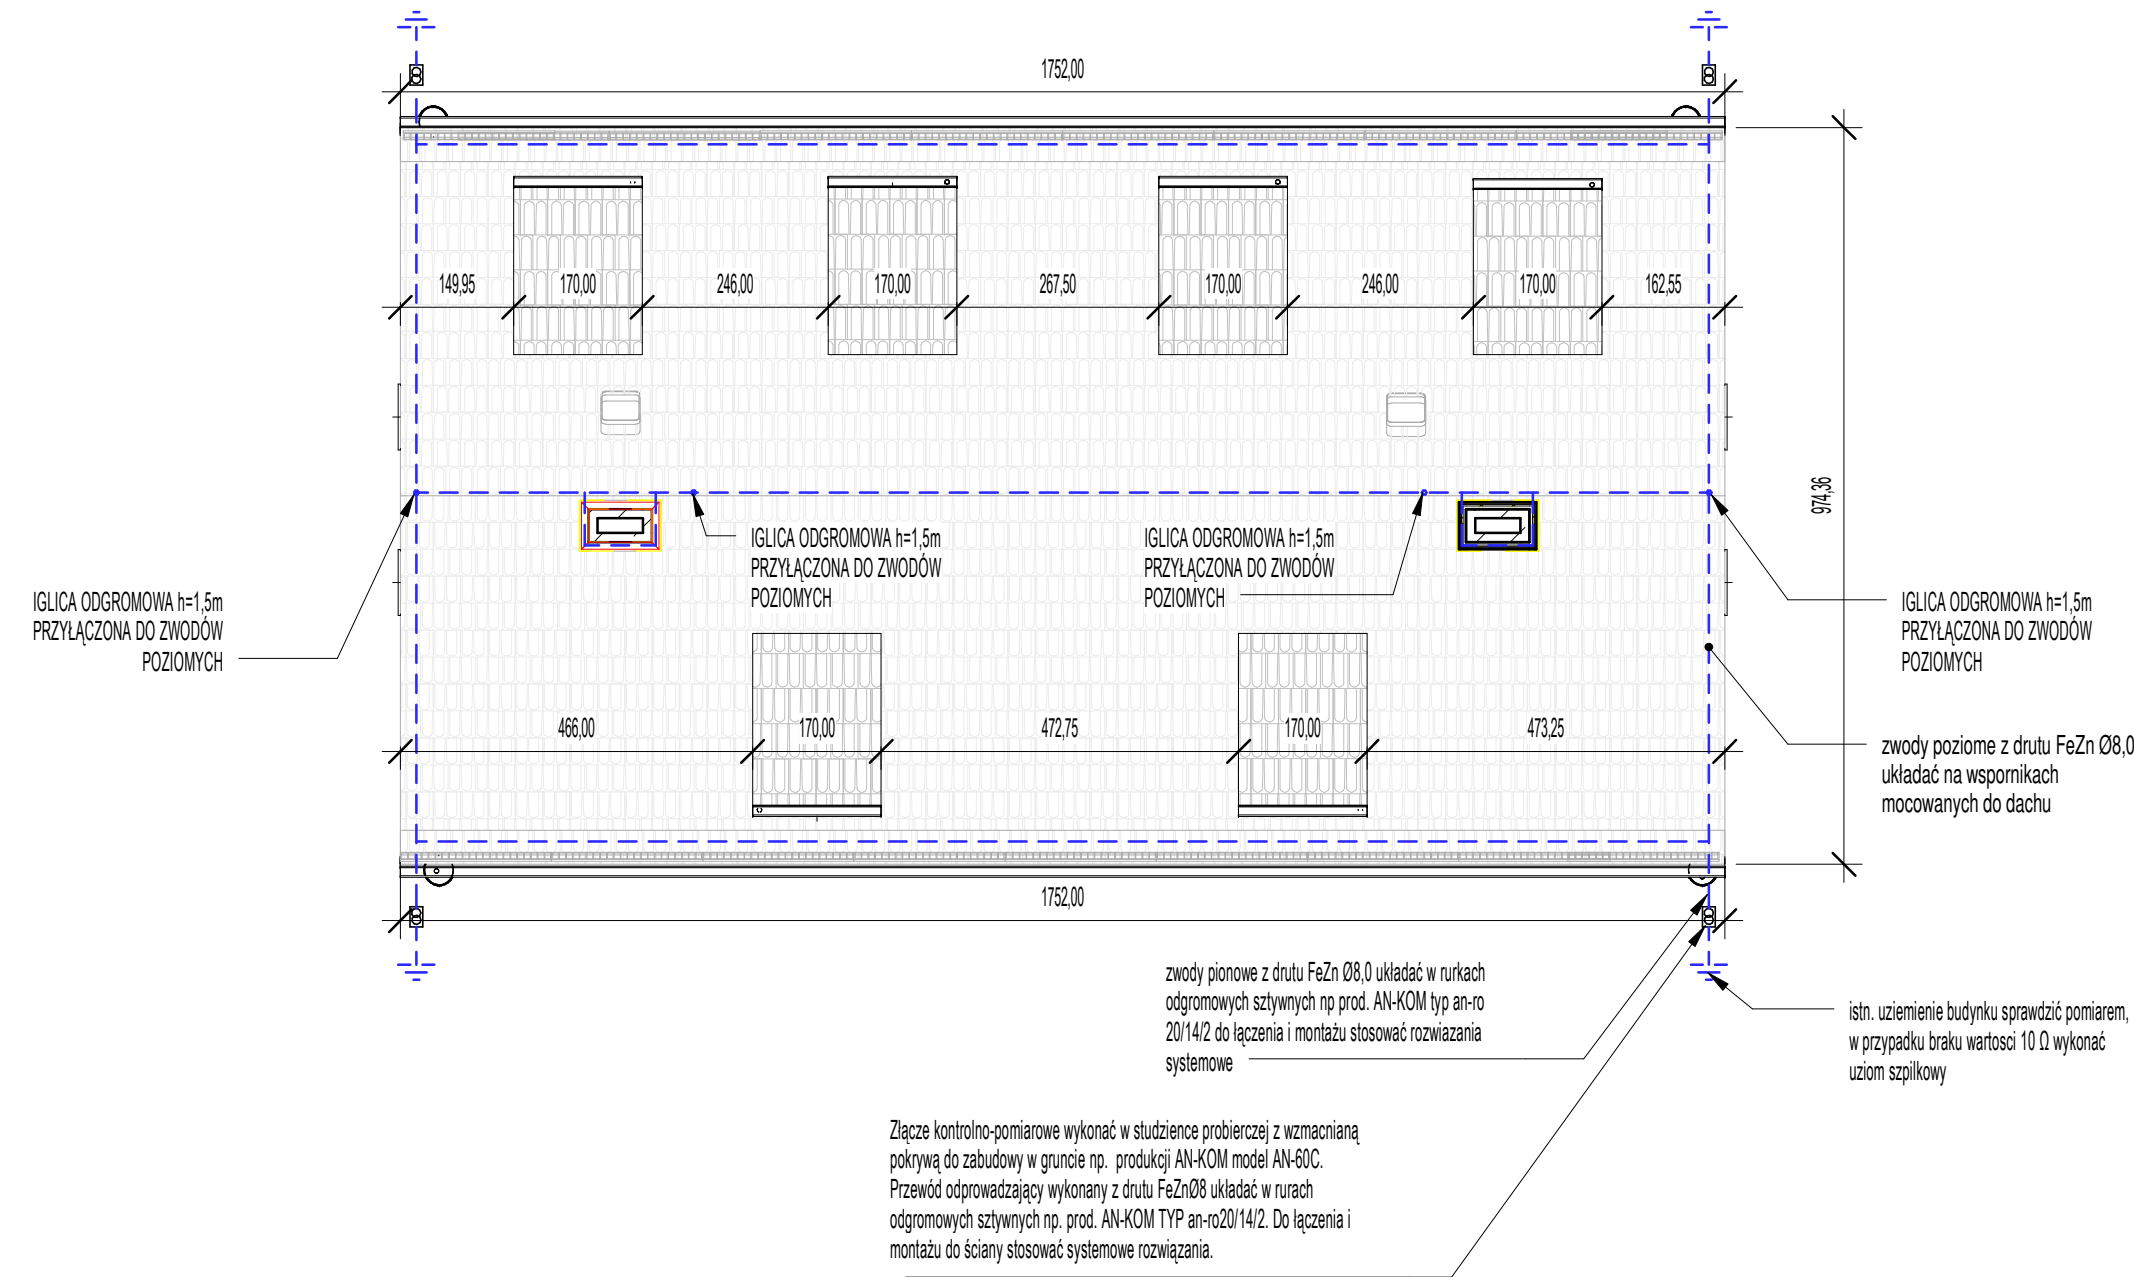 1752,00
149,95
170,00
246,00
170,00
267,50
170,00
246,00
170,00
162,55
974,36
IGLICA ODGROMOWA h=1,5m
PRZYŁĄCZONA DO ZWODÓW
POZIOMYCH
IGLICA ODGROMOWA h=1,5m
PRZYŁĄCZONA DO ZWODÓW
POZIOMYCH
IGLICA ODGROMOWA h=1,5m
PRZYŁĄCZONA DO ZWODÓW
POZIOMYCH
IGLICA ODGROMOWA h=1,5m
PRZYŁĄCZONA DO ZWODÓW
POZIOMYCH
466,00
170,00
472,75
170,00
473,25
zwody poziome z drutu FeZn Ø8,0
układać na wspornikach
mocowanych do dachu
1752,00
zwody pionowe z drutu FeZn Ø8,0 układać w rurkach
odgromowych sztywnych np prod. AN-KOM typ an-ro
20/14/2 do łączenia i montażu stosować rozwiazania
systemowe
istn. uziemienie budynku sprawdzić pomiarem,
w przypadku braku wartosci 10 Ω wykonać
uziom szpilkowy
Złącze kontrolno-pomiarowe wykonać w studzience probierczej z wzmacnianą
pokrywą do zabudowy w gruncie np. produkcji AN-KOM model AN-60C.
Przewód odprowadzający wykonany z drutu FeZnØ8 układać w rurach
odgromowych sztywnych np. prod. AN-KOM TYP an-ro20/14/2. Do łączenia i
montażu do ściany stosować systemowe rozwiązania.